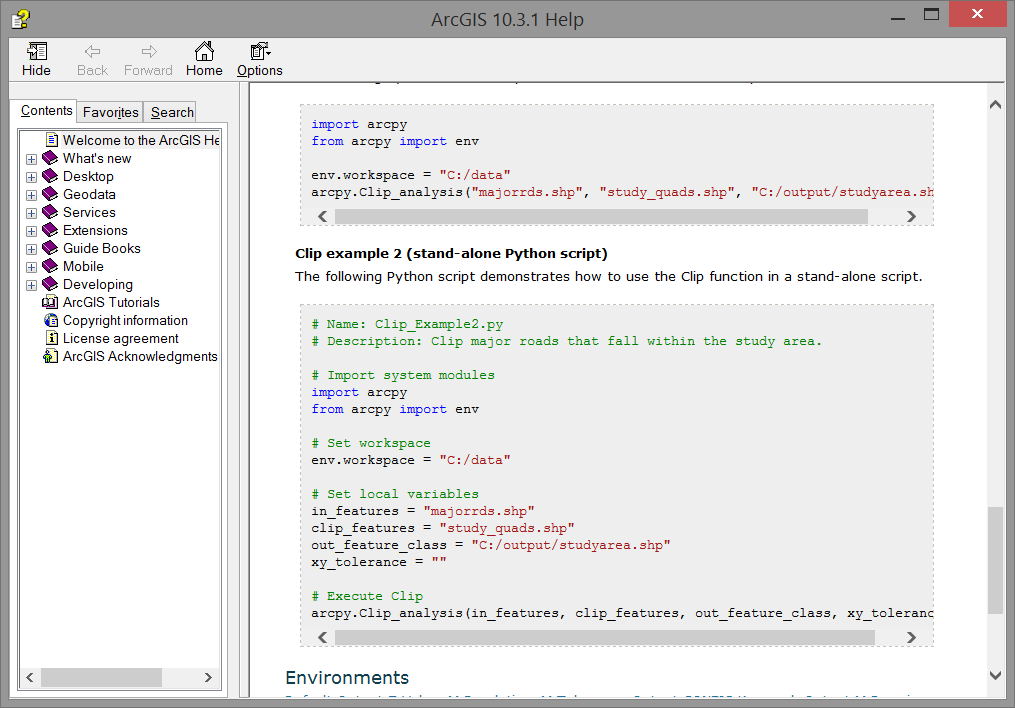 ArcGIS 10.3.1 Help
Hide
Back
Forward
Home
Options
Contents
Favorites
Search
Welcome to the ArcGIS He
What's new
Desktop
Geodata
Services
Extensions
Guide Books
Mobile
Developing
ArcGIS Tutorials
Copyright information
License agreement
ArcGIS Acknowledgments
import arcpy
from arcpy import env
env.workspace = "C:/data"
arcpy.Clip_analysis("majorrds.shp", "study_quads.shp", "C:/output/studyarea.sh
Clip example 2 (stand-alone Python script)
The following Python script demonstrates how to use the Clip function in a stand-alone script.
# Name: Clip_Example2.py
# Description: Clip major roads that fall within the study area.
# Import system modules
import arcpy
from arcpy import env
# Set workspace
env.workspace = "C:/data"
# Set local variables
in_features = "majorrds.shp"
clip_features = "study_quads.shp"
out_feature_class = "C:/output/studyarea.shp"
xy_tolerance = ""
# Execute Clip
arcpy.Clip_analysis(in_features, clip_features, out_feature_class, xy_toleranc
Environments